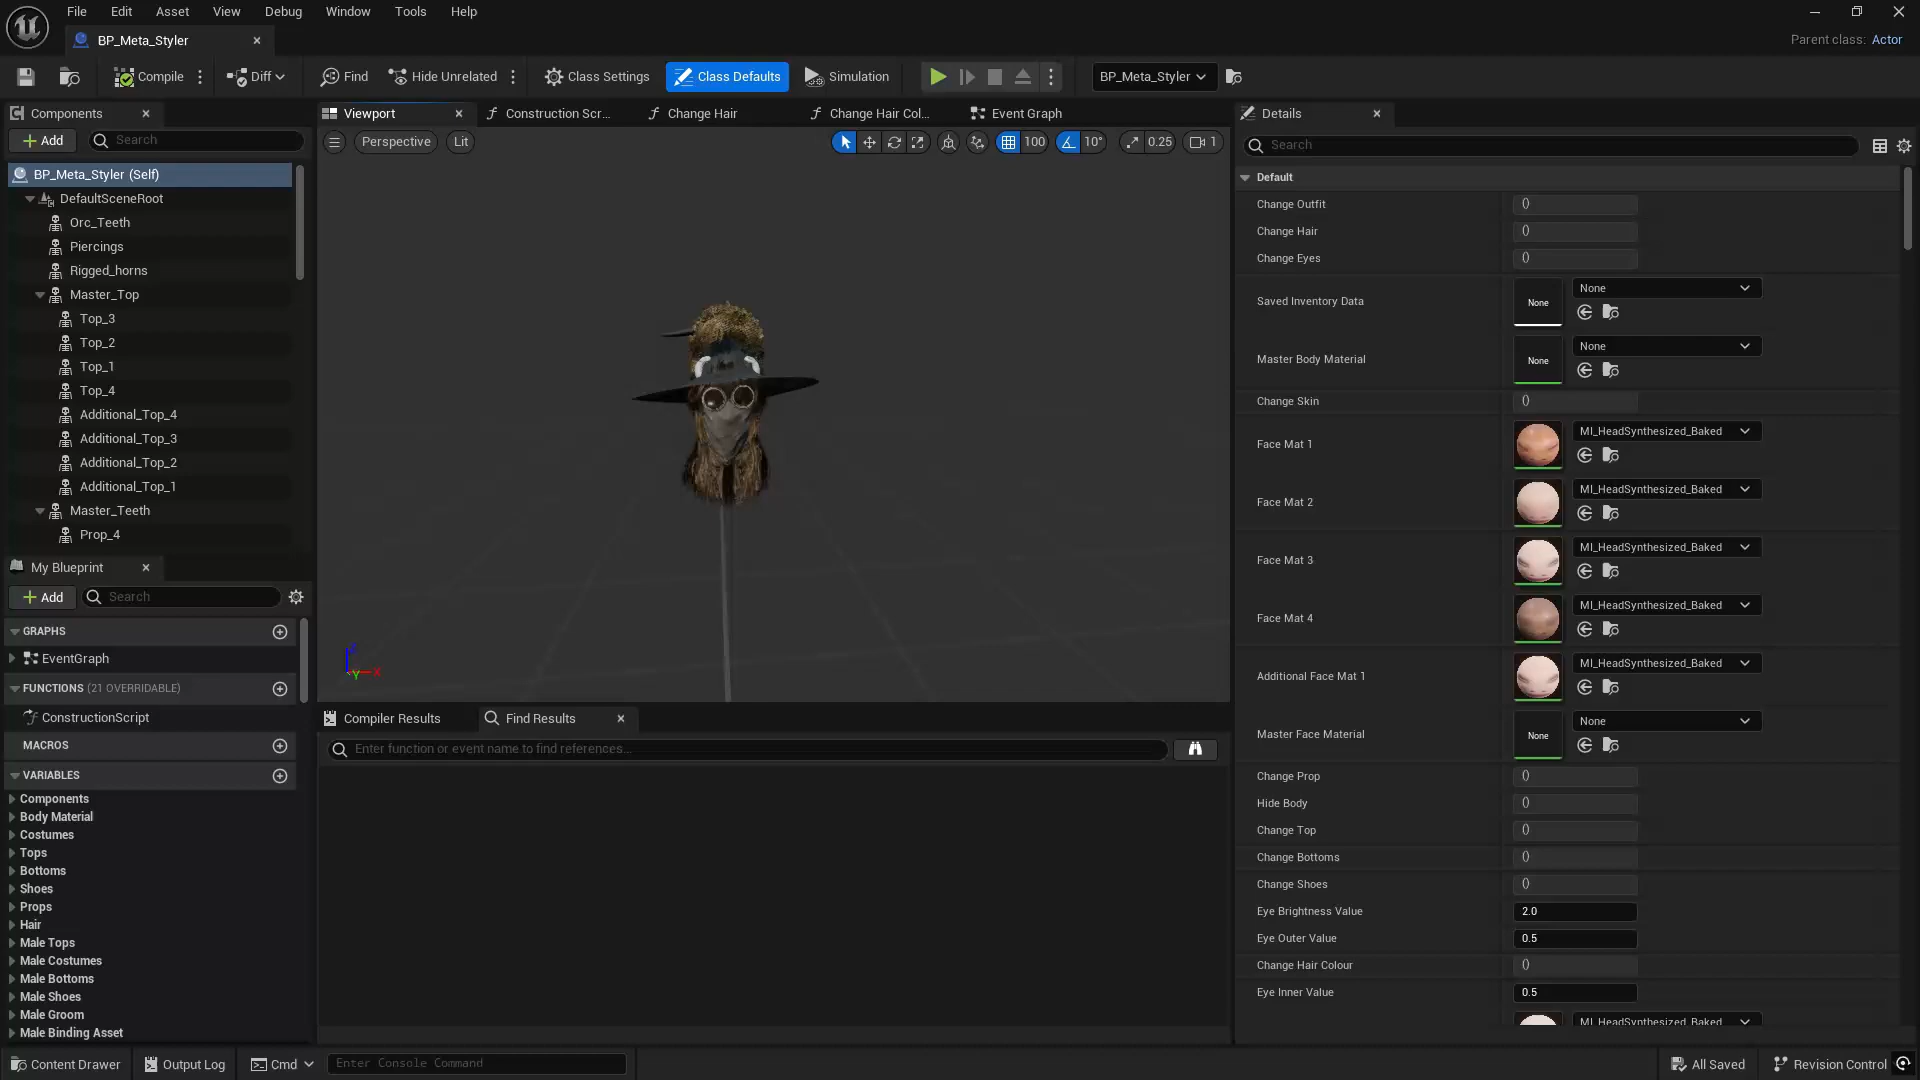 File Edit Asset View Debug Window Tools Help
BP_Meta_Styler
Parent class: Actor
Compile Diff Find Hide Unrelated Class Settings Class Defaults Simulation BP_Meta_Styler
Components
Add Search
BP_Meta_Styler (Self)
DefaultSceneRoot
Orc_Teeth
Piercings
Rigged_horns
Master_Top
Top_3
Top_2
Top_1
Top_4
Additional_Top_4
Additional_Top_3
Additional_Top_2
Additional_Top_1
Master_Teeth
Prop_4
My Blueprint
Add Search
GRAPHS
EventGraph
FUNCTIONS (21 OVERRIDABLE)
ConstructionScript
MACROS
VARIABLES
Components
Body Material
Costumes
Tops
Bottoms
Shoes
Props
Hair
Male Tops
Male Costumes
Male Bottoms
Male Shoes
Male Groom
Male Binding Asset
Viewport Construction Scr... Change Hair Change Hair Col... Event Graph
Perspective Lit 100 10° 0.25 1
Z
X
Y
Compiler Results Find Results
Enter function or event name to find references...
Details
Search
Default
Change Outfit ()
Change Hair ()
Change Eyes ()
Saved Inventory Data None None
Master Body Material None None
Change Skin ()
Face Mat 1 MI_HeadSynthesized_Baked
Face Mat 2 MI_HeadSynthesized_Baked
Face Mat 3 MI_HeadSynthesized_Baked
Face Mat 4 MI_HeadSynthesized_Baked
Additional Face Mat 1 MI_HeadSynthesized_Baked
Master Face Material None None
Change Prop ()
Hide Body ()
Change Top ()
Change Bottoms ()
Change Shoes ()
Eye Brightness Value 2.0
Eye Outer Value 0.5
Change Hair Colour ()
Eye Inner Value 0.5
MI_HeadSynthesized_Baked
Content Drawer Output Log Cmd Enter Console Command All Saved Revision Control